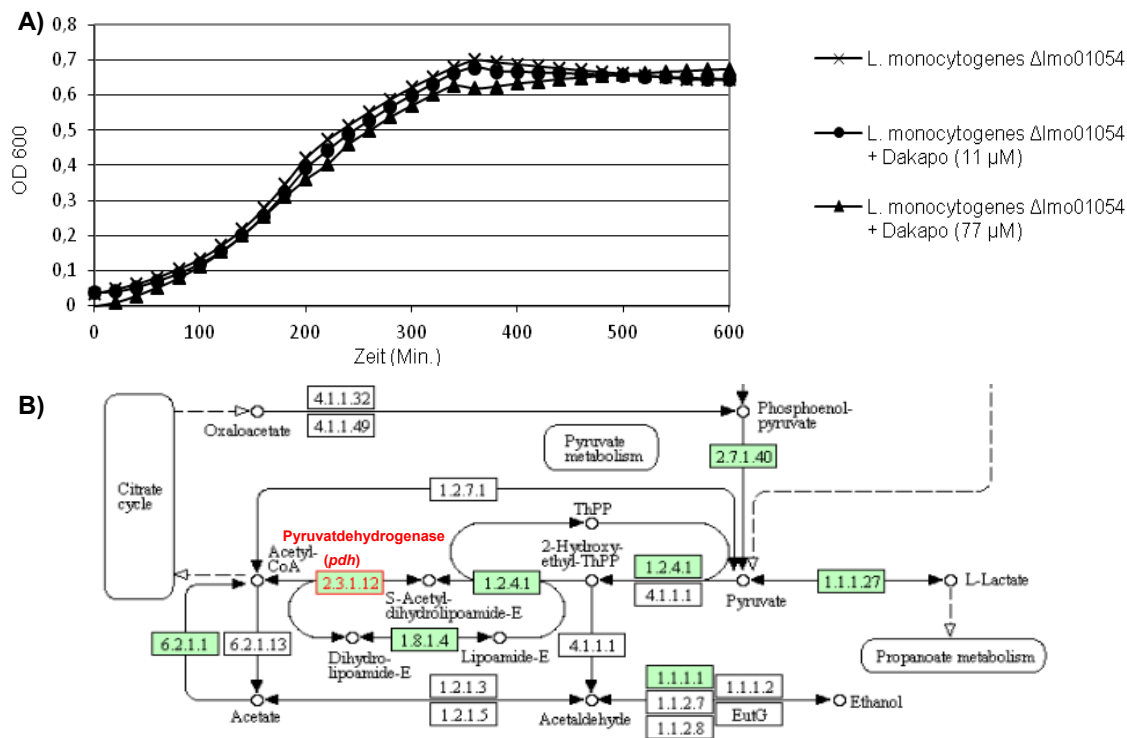 A)
0,8
0,7
0,6
0,5
0,4
0,3
0,2
0,1
0
OD 600
0 100 200 300 400 500 600
Zeit (Min.)
L. monocytogenes Δlmo01054
L. monocytogenes Δlmo01054
+ Dakapo (11 µM)
L. monocytogenes Δlmo01054
+ Dakapo (77 µM)
B)
4.1.1.32
Oxaloacetate
4.1.1.49
Phosphoenol-
pyruvate
Pyruvate
metabolism
2.7.1.40
Citrate
cycle
1.2.7.1
ThPP
Pyruvatdehydrogenase
(pdh)
Acetyl-
CoA
2-Hydroxy-
ethyl-ThPP
2.3.1.12
1.2.4.1
1.2.4.1
4.1.1.1
1.1.1.27
L-Lactate
S-Acetyl-
dihydrolipoamide-E
Pyruvate
6.2.1.1
6.2.1.13
1.8.1.4
4.1.1.1
Dihydro-
lipoamide-E
Lipoamide-E
Propanoate metabolism
1.2.1.3
1.2.1.5
1.1.1.1
1.1.2.7
1.1.2.8
1.1.1.2
EutG
Ethanol
Acetate
Acetaldehyde